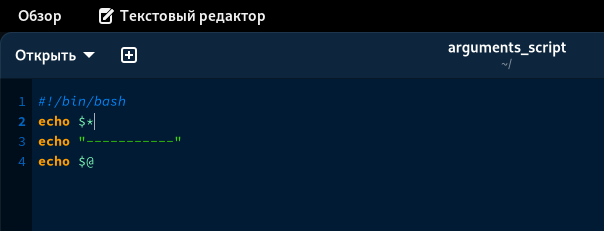 Обзор Текстовый редактор
Открыть arguments_script
~/
1 #!/bin/bash
2 echo $*
3 echo "-----------"
4 echo $@